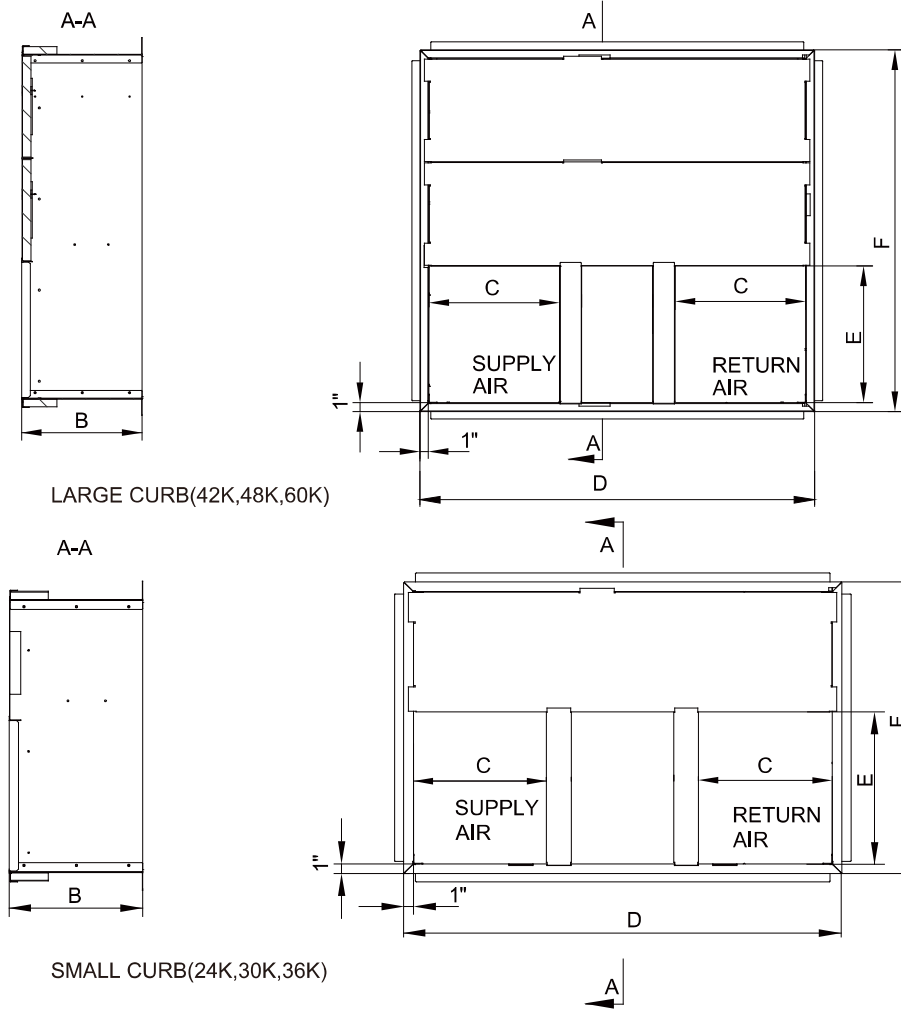 A-A
A
F
C
C
E
SUPPLY
AIR
RETURN
AIR
1"
B
1"
A
D
LARGE CURB(42K,48K,60K)
A-A
A
F
C
C
E
SUPPLY
AIR
RETURN
AIR
1"
B
1"
D
SMALL CURB(24K,30K,36K)
A